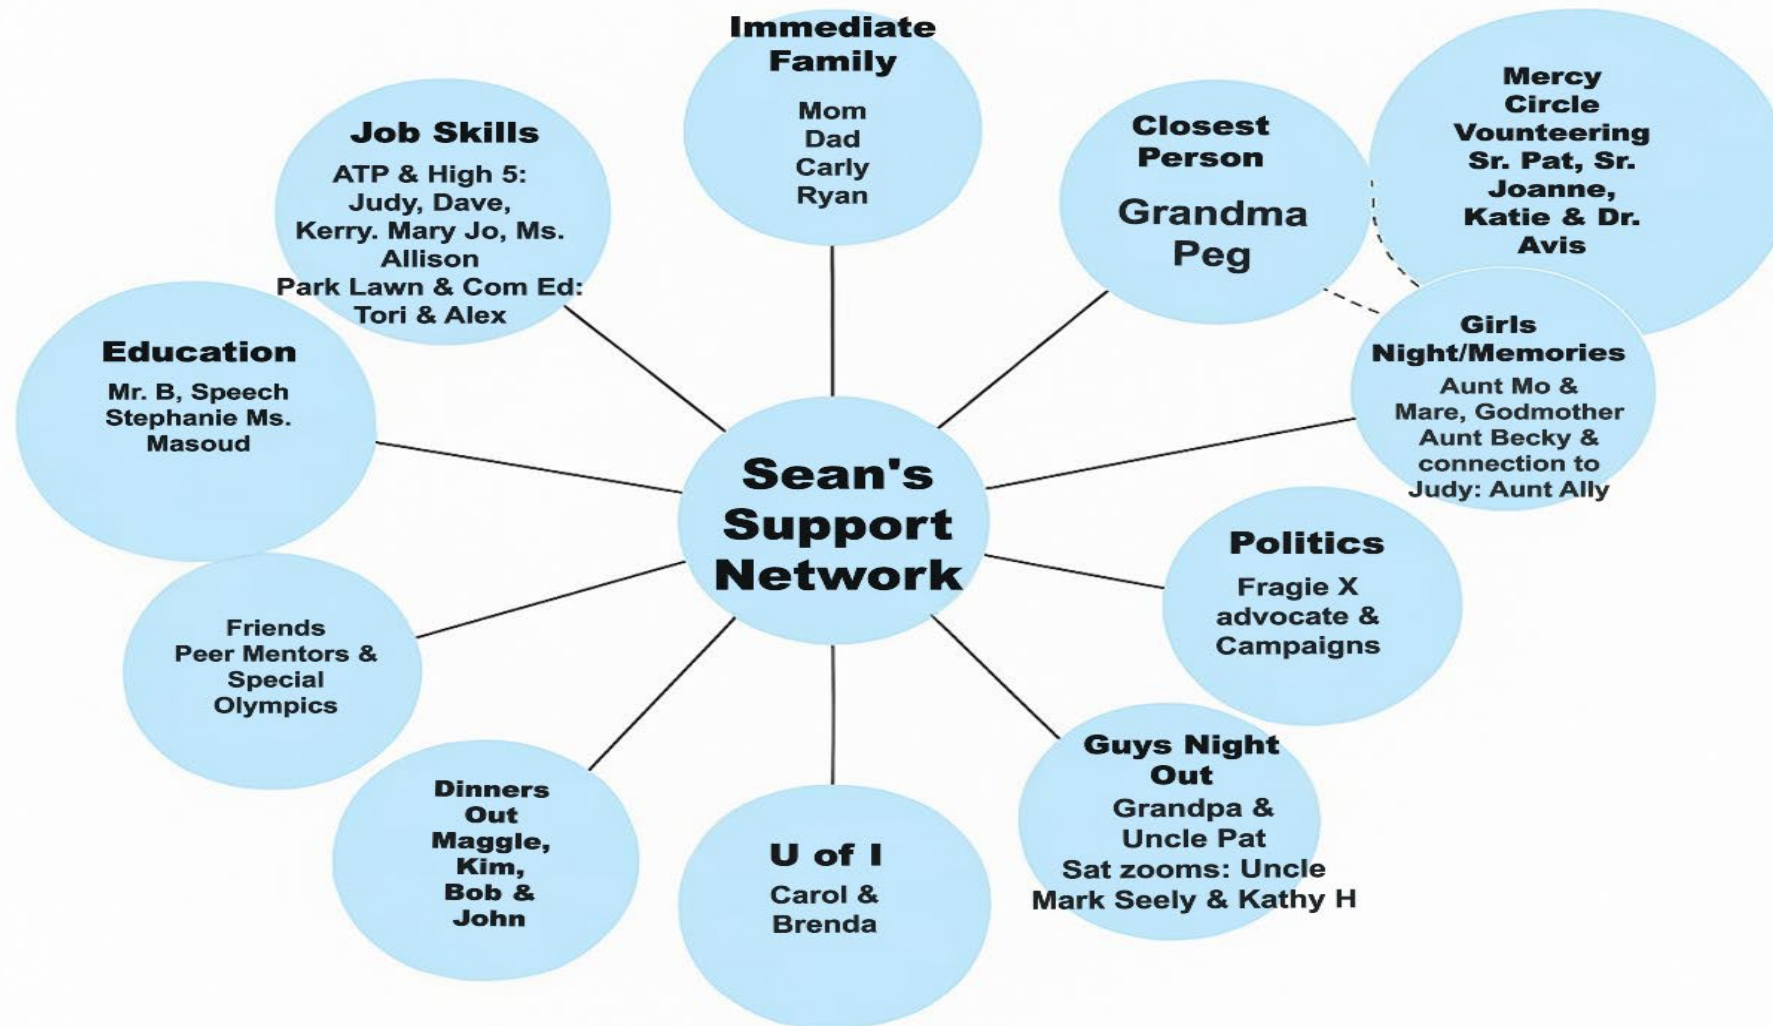 Immediate
Family
Mom
Dad
Carly
Ryan
Closest
Person
Grandma
Peg
Mercy
Circle
Vounteering
Sr. Pat, Sr.
Joanne,
Katie & Dr.
Avis
Girls
Night/Memories
Aunt Mo &
Mare, Godmother
Aunt Becky &
connection to
Judy: Aunt Ally
Politics
Fragie X
advocate &
Campaigns
Guys Night
Out
Grandpa &
Uncle Pat
Sat zooms: Uncle
Mark Seely & Kathy H
U of I
Carol &
Brenda
Dinners
Out
Maggle,
Kim,
Bob &
John
Friends
Peer Mentors &
Special
Olympics
Education
Mr. B, Speech
Stephanie Ms.
Masoud
Job Skills
ATP & High 5:
Judy, Dave,
Kerry. Mary Jo, Ms.
Allison
Park Lawn & Com Ed:
Tori & Alex
Sean's
Support
Network